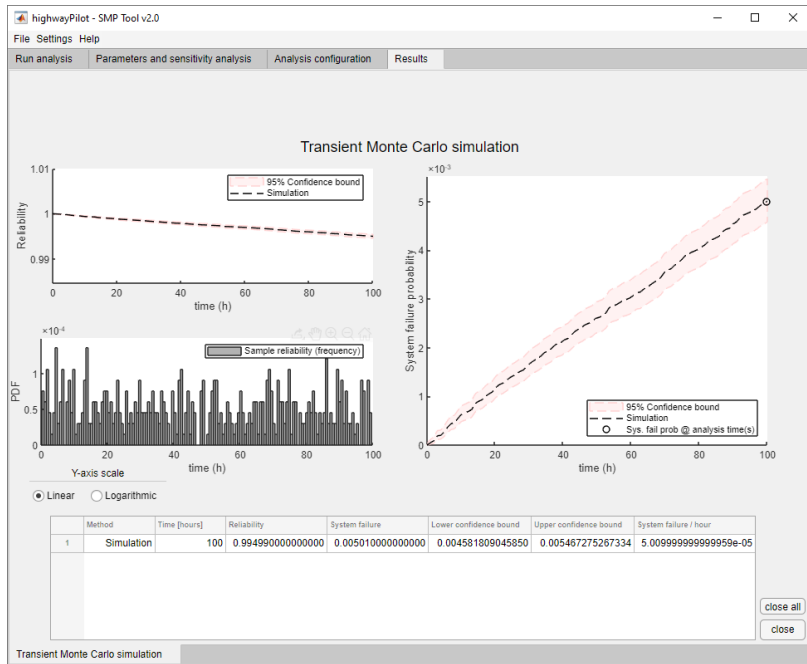 highwayPilot - SMP Tool v2.0
File Settings Help
Run analysis Parameters and sensitivity analysis Analysis configuration Results
Transient Monte Carlo simulation
1.01
1
0.99
Reliability
95% Confidence bound
Simulation
0 20 40 60 80 100
time (h)
×10⁻⁴
1
0.5
0
PDF
Sample reliability (frequency)
0 20 40 60 80 100
time (h)
×10⁻³
5
4
3
2
1
0
System failure probability
95% Confidence bound
Simulation
Sys. fail prob @ analysis time(s)
0 20 40 60 80 100
time (h)
Y-axis scale
Linear Logarithmic
Method Time [hours] Reliability System failure Lower confidence bound Upper confidence bound System failure / hour
1 Simulation 100 0.994990000000000 0.005010000000000 0.004581809045850 0.005467275267334 5.009999999999959e-05
close all
close
Transient Monte Carlo simulation